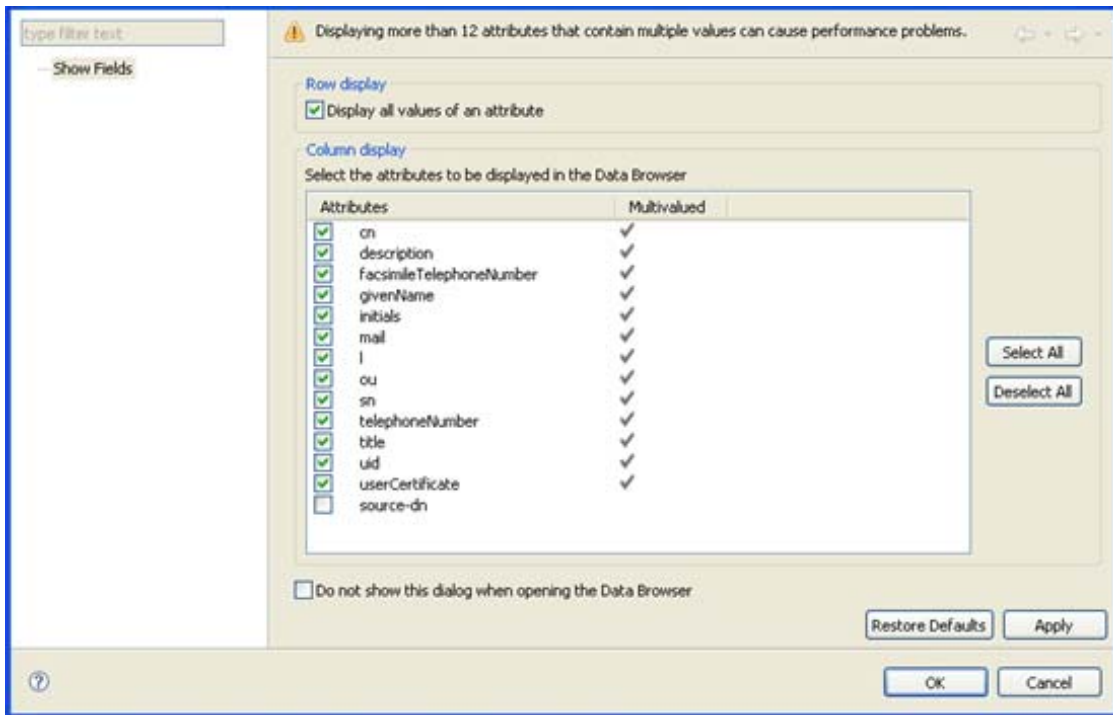 type filter text
Displaying more than 12 attributes that contain multiple values can cause performance problems.
Show Fields
Row display
Display all values of an attribute
Column display
Select the attributes to be displayed in the Data Browser
Attributes Multivalued
cn
description
facsimileTelephoneNumber
givenName
initials
mail
l
ou
sn
telephoneNumber
title
uid
userCertificate
source-dn
Select All
Deselect All
Do not show this dialog when opening the Data Browser
Restore Defaults Apply
? OK Cancel